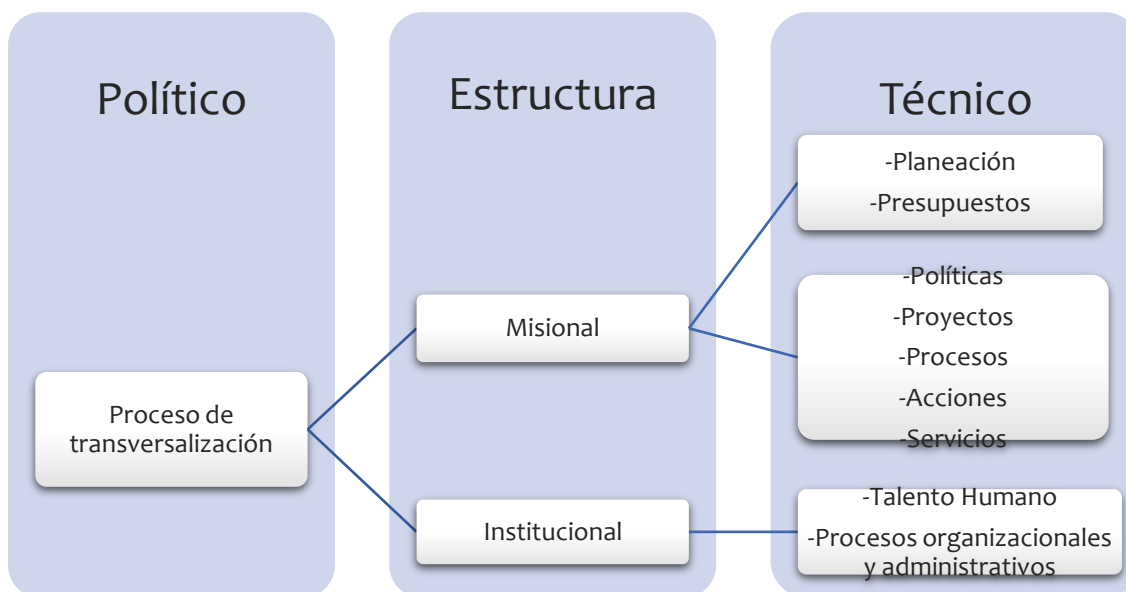 Político
Proceso de
transversalización
Estructura
Misional
Institucional
Técnico
-Planeación
-Presupuestos
-Políticas
-Proyectos
-Procesos
-Acciones
-Servicios
-Talento Humano
-Procesos organizacionales
y administrativos